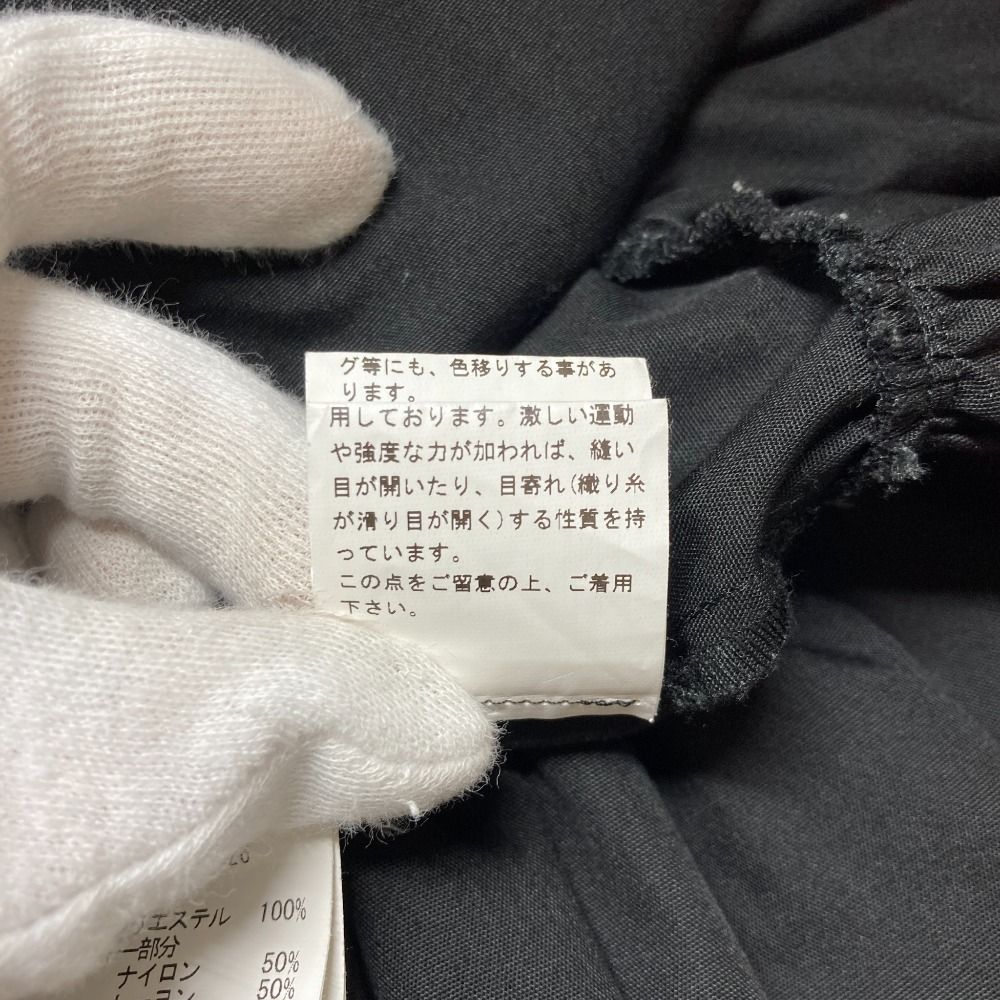 グ等にも、色移りする事があ
ります。
用しております。激しい運動
や強度な力が加われば、縫い
目が開いたり、目寄れ(織り糸
が滑り目が開く)する性質を持
っています。
この点をご留意の上、ご着用
下さい。
エステル 100%
部分
ナイロン 50%
50%